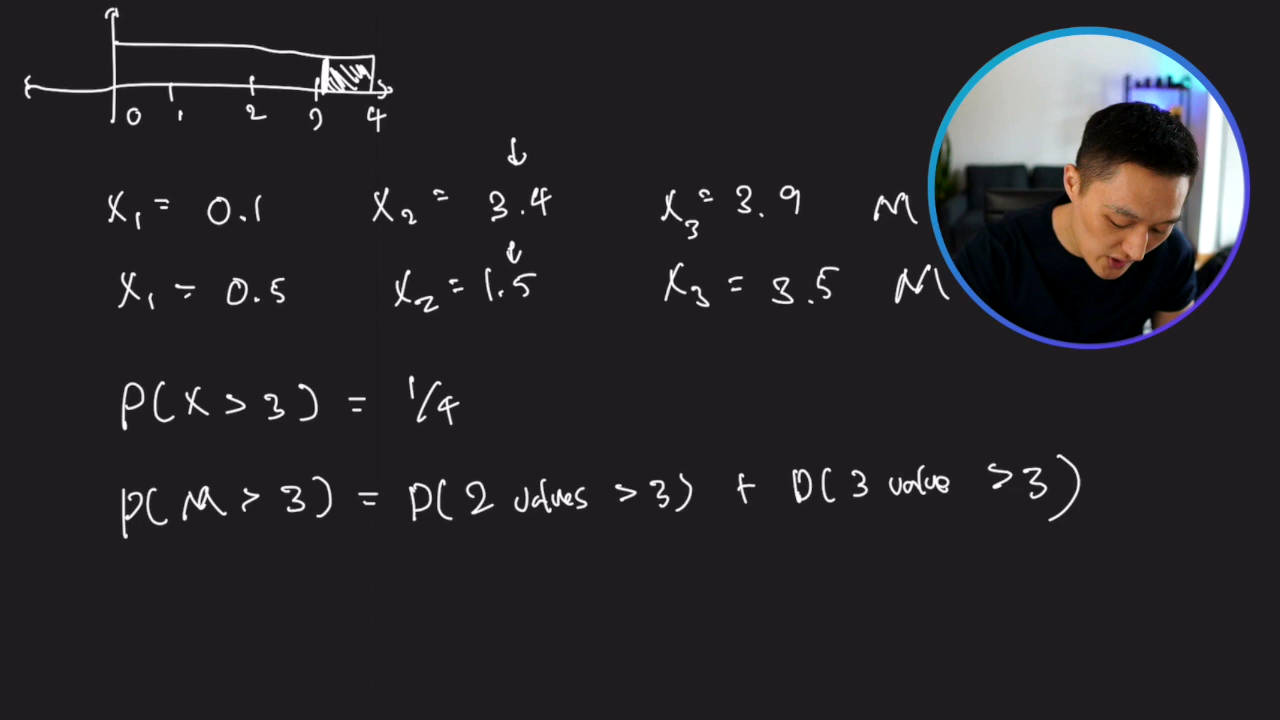 0 1 2 3 4
X₁ = 0.1 X₂ = 3.4 X₃ = 3.9 M
X₁ = 0.5 X₂ = 1.5 X₃ = 3.5 M
P(X > 3) = 1/4
P(M > 3) = P(2 values > 3) + P(3 value > 3)